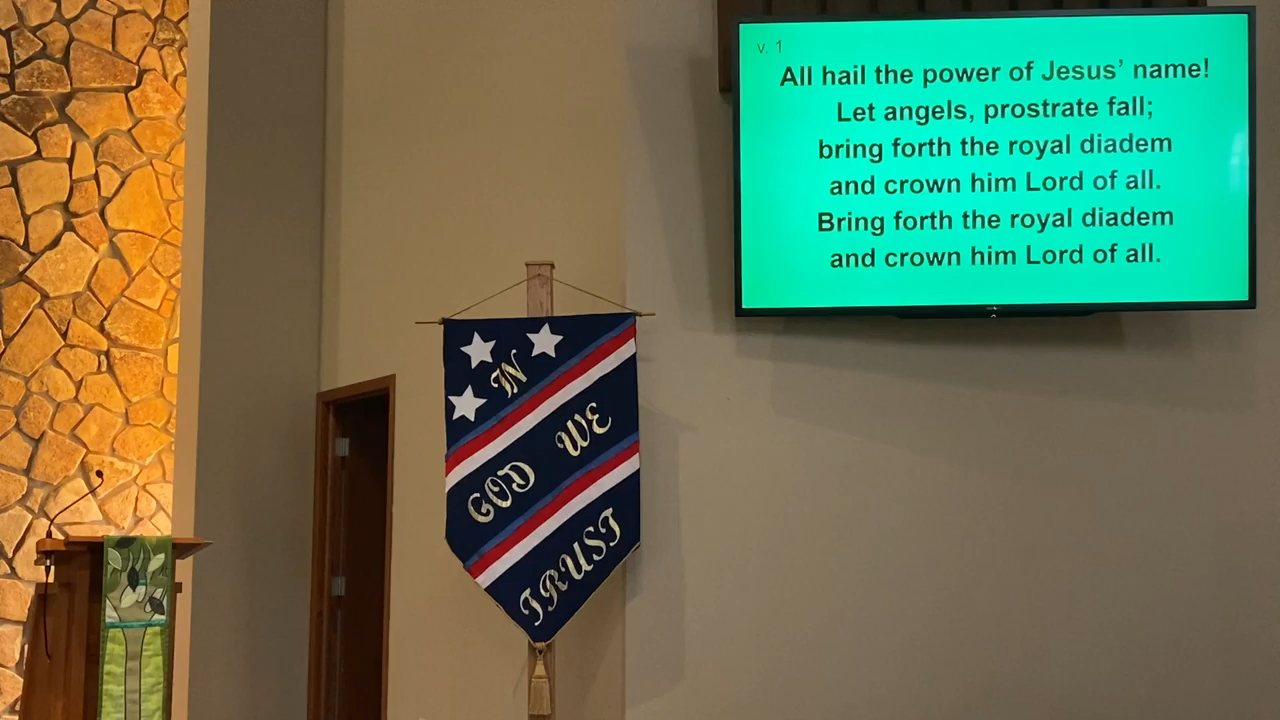 v. 1
All hail the power of Jesus’ name!
Let angels, prostrate fall;
bring forth the royal diadem
and crown him Lord of all.
Bring forth the royal diadem
and crown him Lord of all.
IN
GOD WE
TRUST